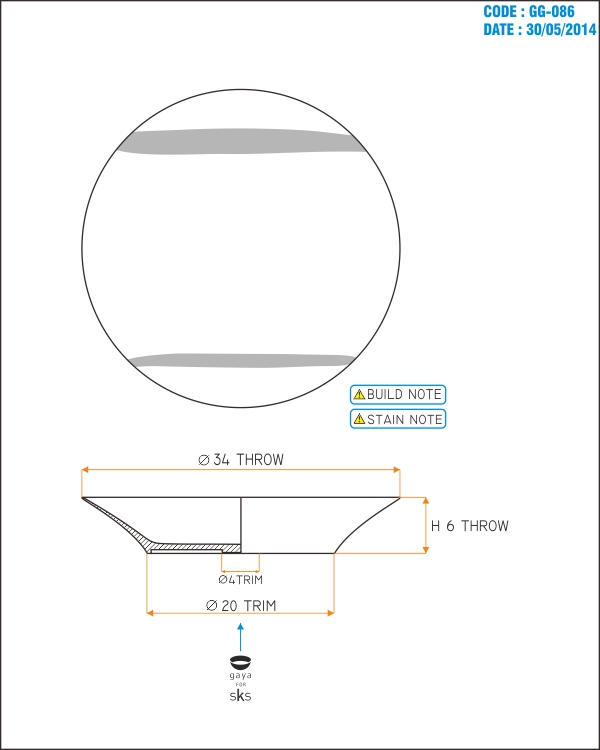 CODE : GG-086
DATE : 30/05/2014
BUILD NOTE
STAIN NOTE
Ø 34 THROW
H 6 THROW
Ø4TRIM
Ø 20 TRIM
gaya
FOR
sks